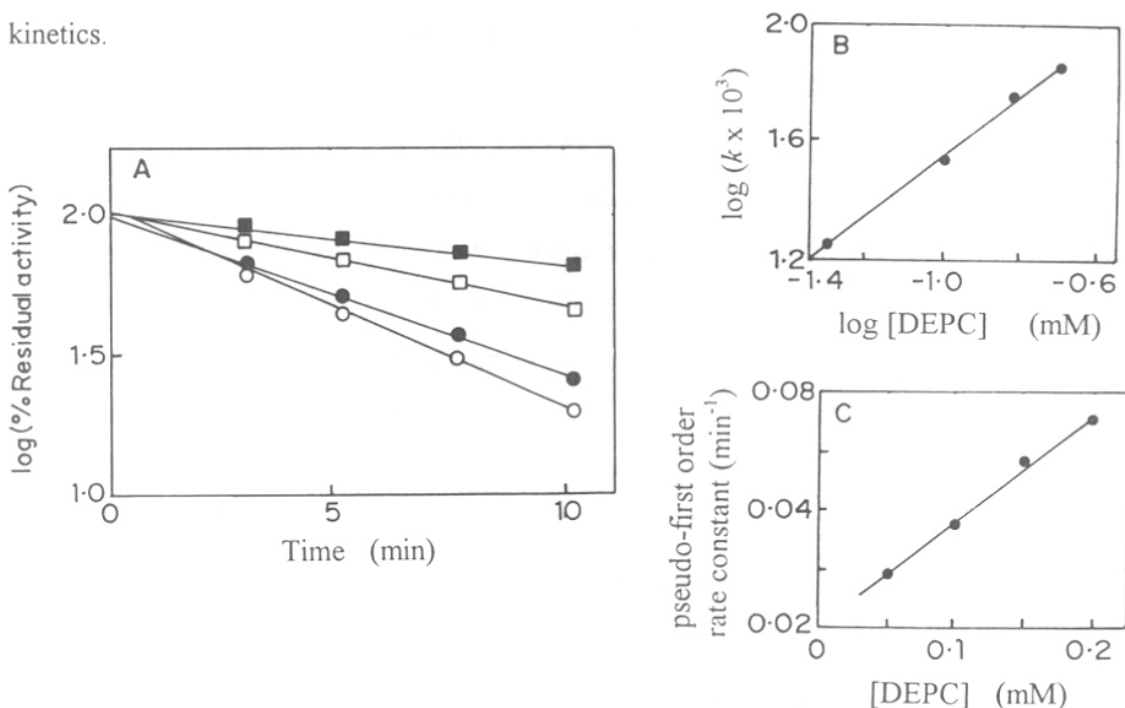 kinetics.
A
log(% Residual activity)
2·0
1·5
1·0
0
5
10
Time (min)
B
log (k x 10³)
2·0
1·6
1·2
-1·4
-1·0
-0·6
log [DEPC] (mM)
C
pseudo-first order
rate constant (min⁻¹)
0·08
0·04
0·02
0
0·1
0·2
[DEPC] (mM)